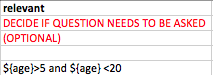 relevant
DECIDE IF QUESTION NEEDS TO BE ASKED
(OPTIONAL)
${age}>5 and ${age} <20